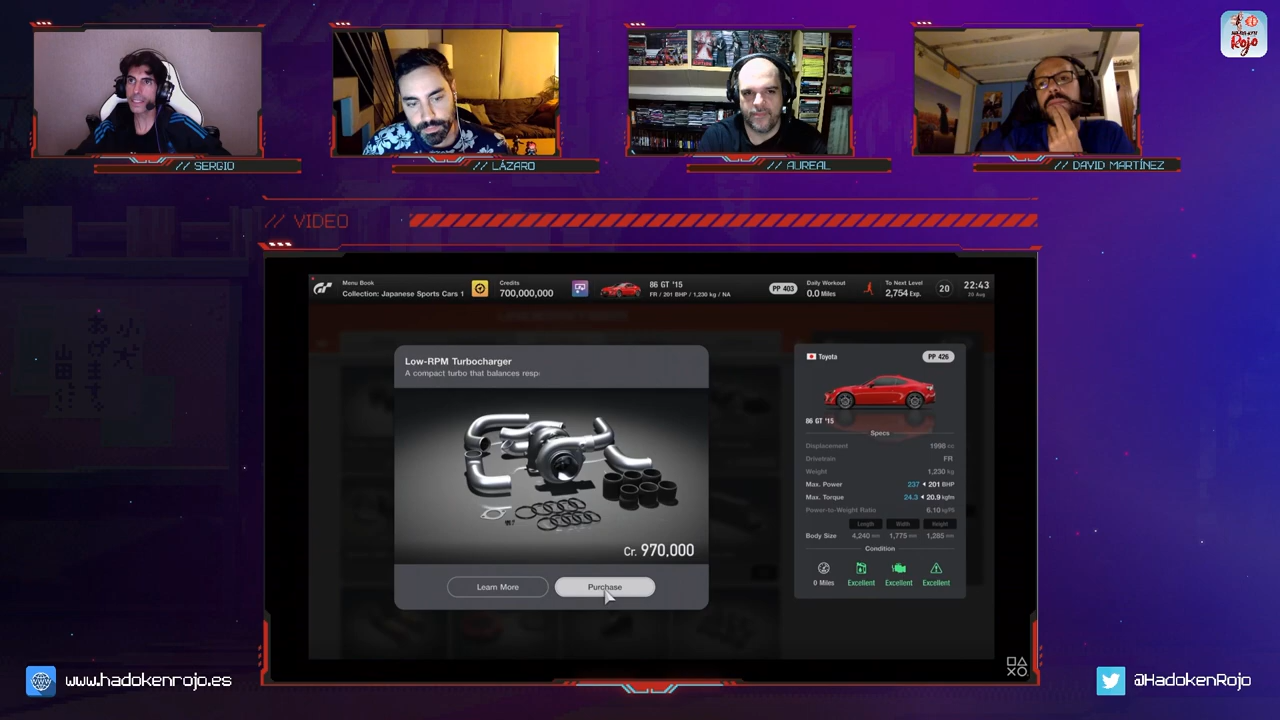 // SERGIO
// LÁZARO
// AUREAL
// DAVID MARTÍNEZ
Rojo
// VIDEO
Menu Book
Collection: Japanese Sports Cars 1
Credits
700,000,000
86 GT '15
FR / 201 BHP / 1,230 kg / NA
PP 403
Daily Workout
0.0 Miles
To Next Level
2,754 Exp.
20
22:43
Low-RPM Turbocharger
A compact turbo that balances resp
Cr. 970,000
Learn More
Purchase
Toyota
PP 426
86 GT '15
Specs
Displacement 1998 cc
Drivetrain FR
Weight 1,230 kg
Max. Power 237 ◀ 201 BHP
Max. Torque 24.3 ◀ 20.9 kgfm
Power-to-Weight Ratio 6.10 kg/PS
Length Width Height
Body Size 4,240 mm 1,775 mm 1,285 mm
Condition
0 Miles Excellent Excellent Excellent
www.hadokenrojo.es
@HadokenRojo